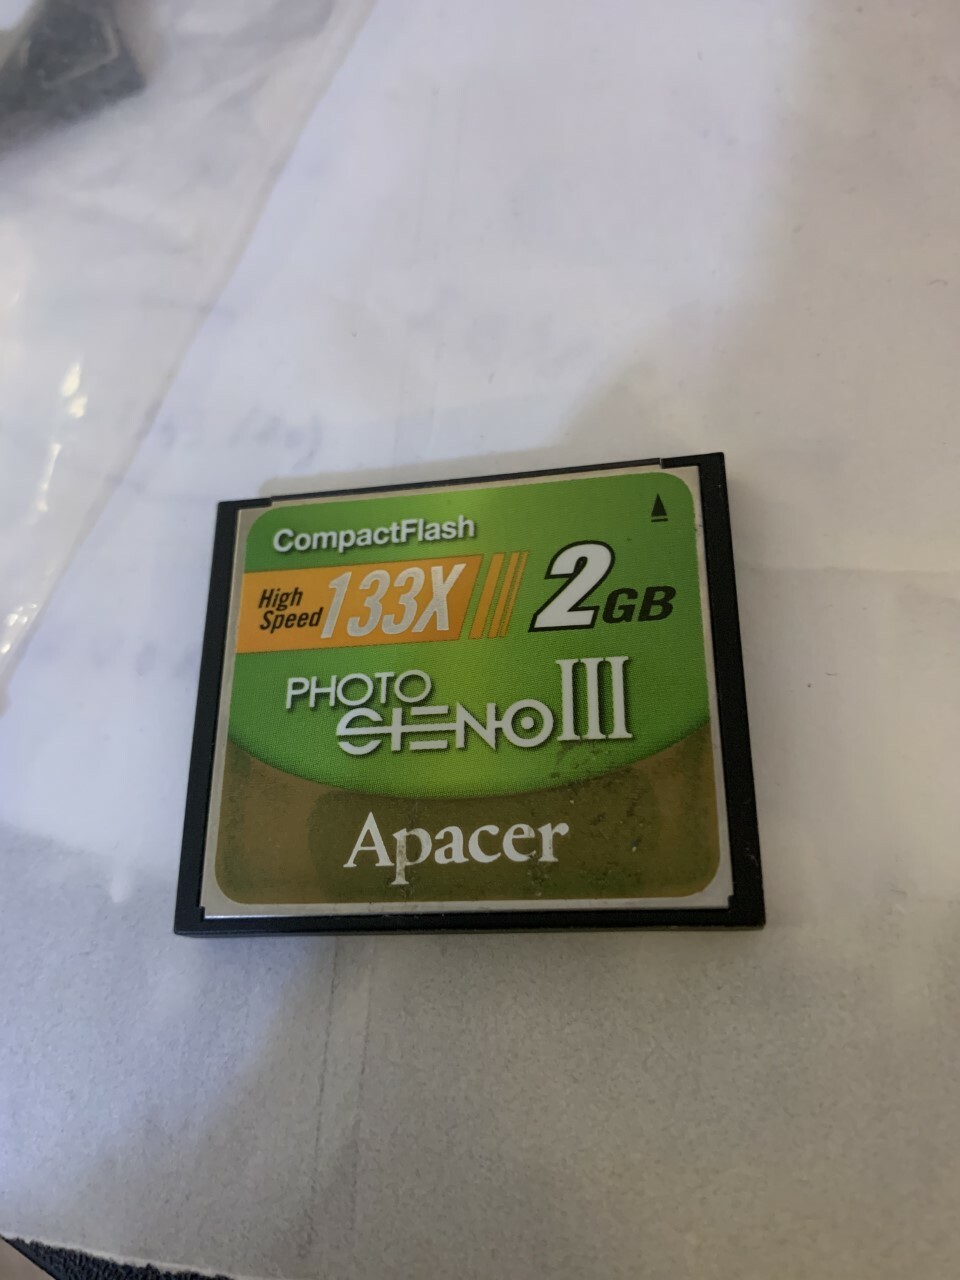 CompactFlash
High Speed 133X 2GB
PHOTO
STENO III
Apacer